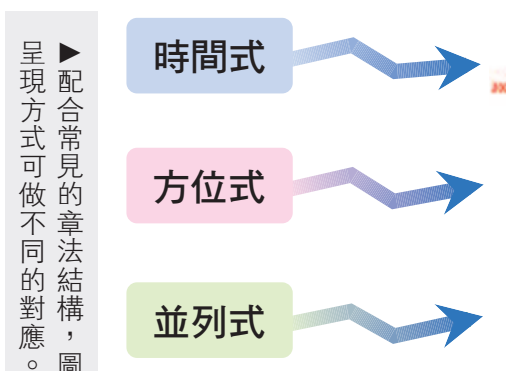 ▶配合常見的章法結構，圖
呈現方式可做不同的對應。
時間式
方位式
並列式